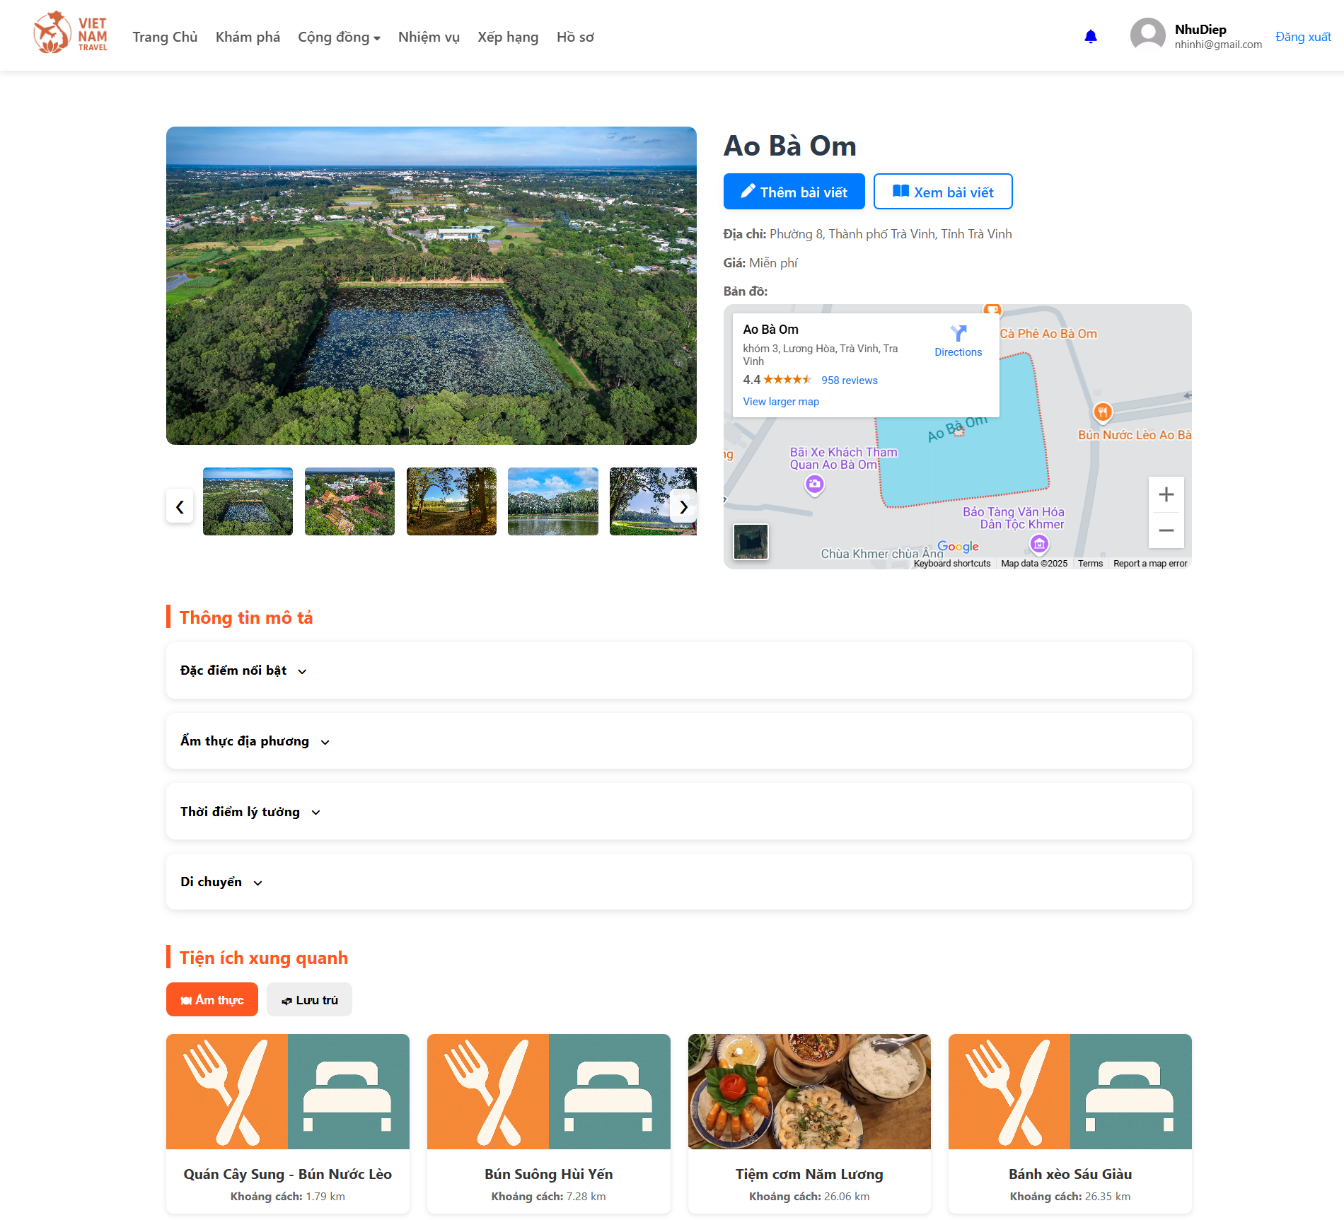 VIET
NAM
TRAVEL
Trang Chủ Khám phá Cộng đồng Nhiệm vụ Xếp hạng Hồ sơ
NhuDiep
nhinhi@gmail.com
Đăng xuất
Ao Bà Om
Thêm bài viết Xem bài viết
Địa chỉ: Phường 8, Thành phố Trà Vinh, Tỉnh Trà Vinh
Giá: Miễn phí
Bản đồ:
Ao Bà Om
khóm 3, Lương Hòa, Trà Vinh, Tra
Vinh
4.4 958 reviews
View larger map
Directions
Cà Phê Ao Bà Om
Ao Bà Om
Bún Nước Lèo Ao Bà
Bãi Xe Khách Tham
Quan Ao Bà Om
ng
Bảo Tàng Văn Hóa
Dân Tộc Khmer
Chùa Khmer chùa Âng
Google
Keyboard shortcuts Map data ©2025 Terms Report a map error
Thông tin mô tả
Đặc điểm nổi bật
Ẩm thực địa phương
Thời điểm lý tưởng
Di chuyển
Tiện ích xung quanh
Ẩm thực Lưu trú
Quán Cây Sung - Bún Nước Lèo
Khoảng cách: 1.79 km
Bún Suông Hùi Yến
Khoảng cách: 7.28 km
Tiệm cơm Năm Lương
Khoảng cách: 26.06 km
Bánh xèo Sáu Giàu
Khoảng cách: 26.35 km